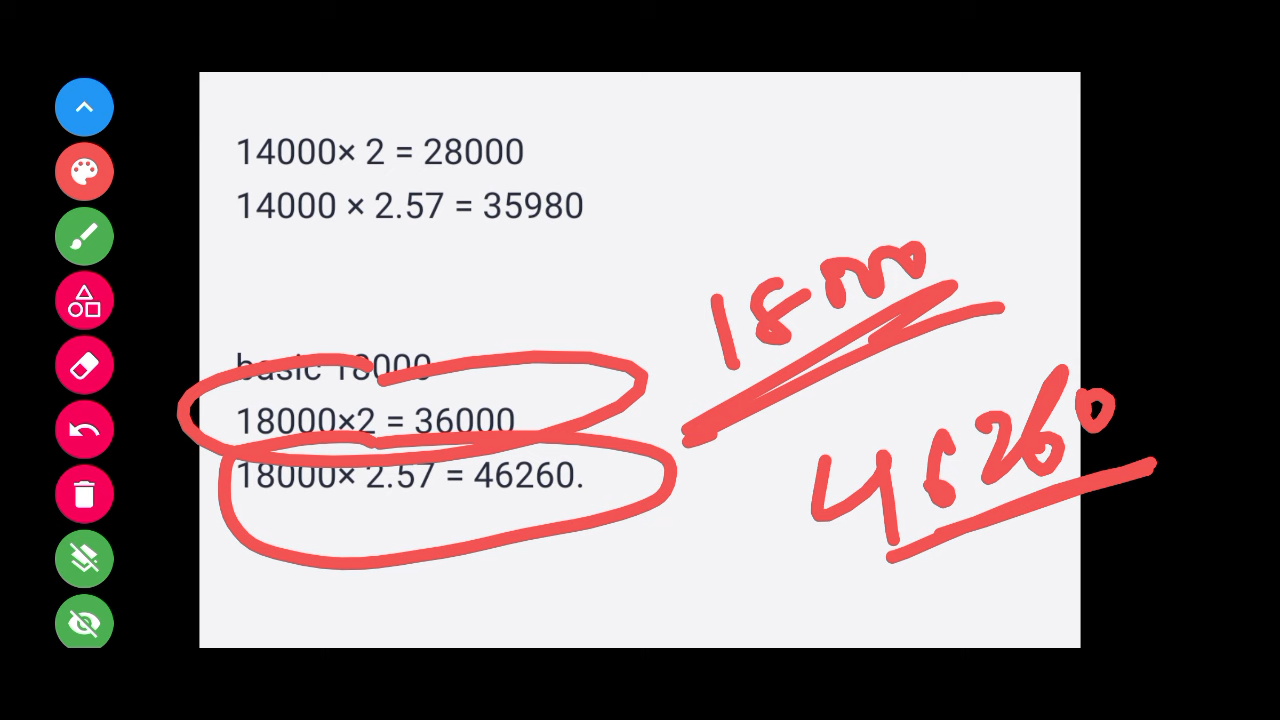 14000× 2 = 28000
14000 × 2.57 = 35980
18000
basic 18000
18000×2 = 36000
46260
18000× 2.57 = 46260.